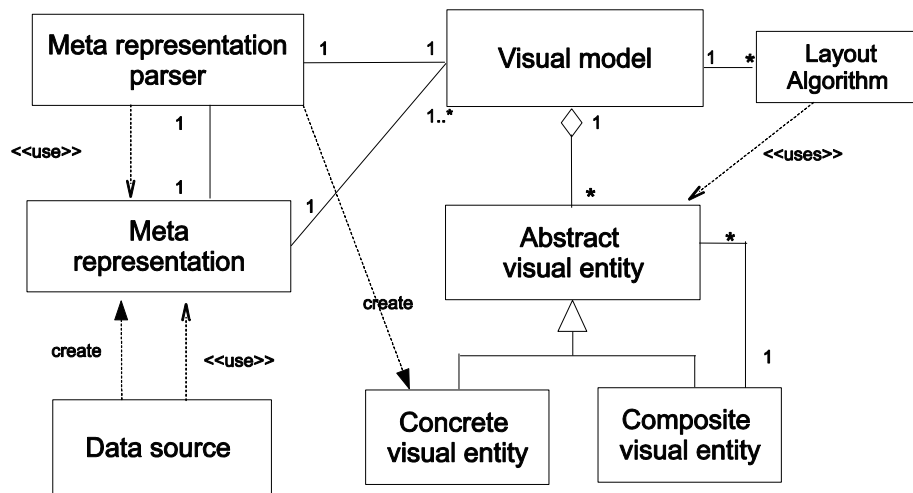 Meta representation
parser
1
1
Visual model
1
*
Layout
Algorithm
1
1..*
1
<<use>>
<<uses>>
1
1
*
Meta
representation
Abstract
visual entity
*
create
create
<<use>>
1
Data source
Concrete
visual entity
Composite
visual entity